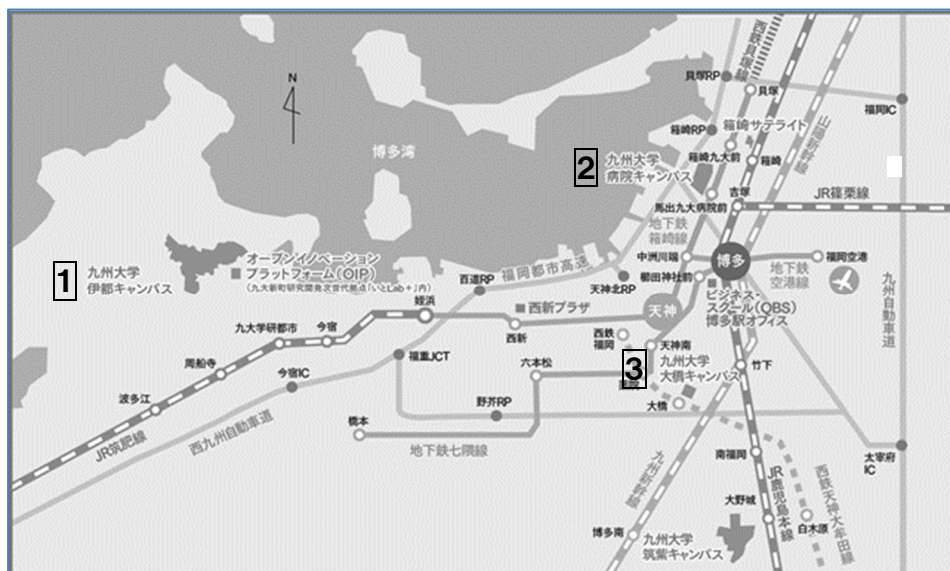 西鉄貝塚線
貝塚RP
貝塚
福岡IC
N
箱崎RP
箱崎サテライト
山陽新幹線
博多湾
2
九州大学
病院キャンパス
箱崎九大前
箱崎
吉塚
JR篠栗線
馬出九大病院前
地下鉄
箱崎線
1
九州大学
伊都キャンパス
オープンイノベーション
プラットフォーム(OIP)
福岡都市高速
中洲川端
博多
福岡空港
櫛田神社前
地下鉄
空港線
九州自動車道
百道RP
天神北RP
ビジネス・
スクール(QBS)
博多駅オフィス
姪浜
西新プラザ
天神
九大学研都市
今宿
西新
西鉄
福岡
天神南
周船寺
福重JCT
六本松
3
九州大学
大橋キャンパス
竹下
今宿IC
波多江
野芥RP
大橋
橋本
JR筑肥線
西九州自動車道
地下鉄七隈線
九州新幹線
南福岡
太宰府
IC
JR鹿児島本線
西鉄天神大牟田線
大野城
白木原
博多南
九州大学
筑紫キャンパス